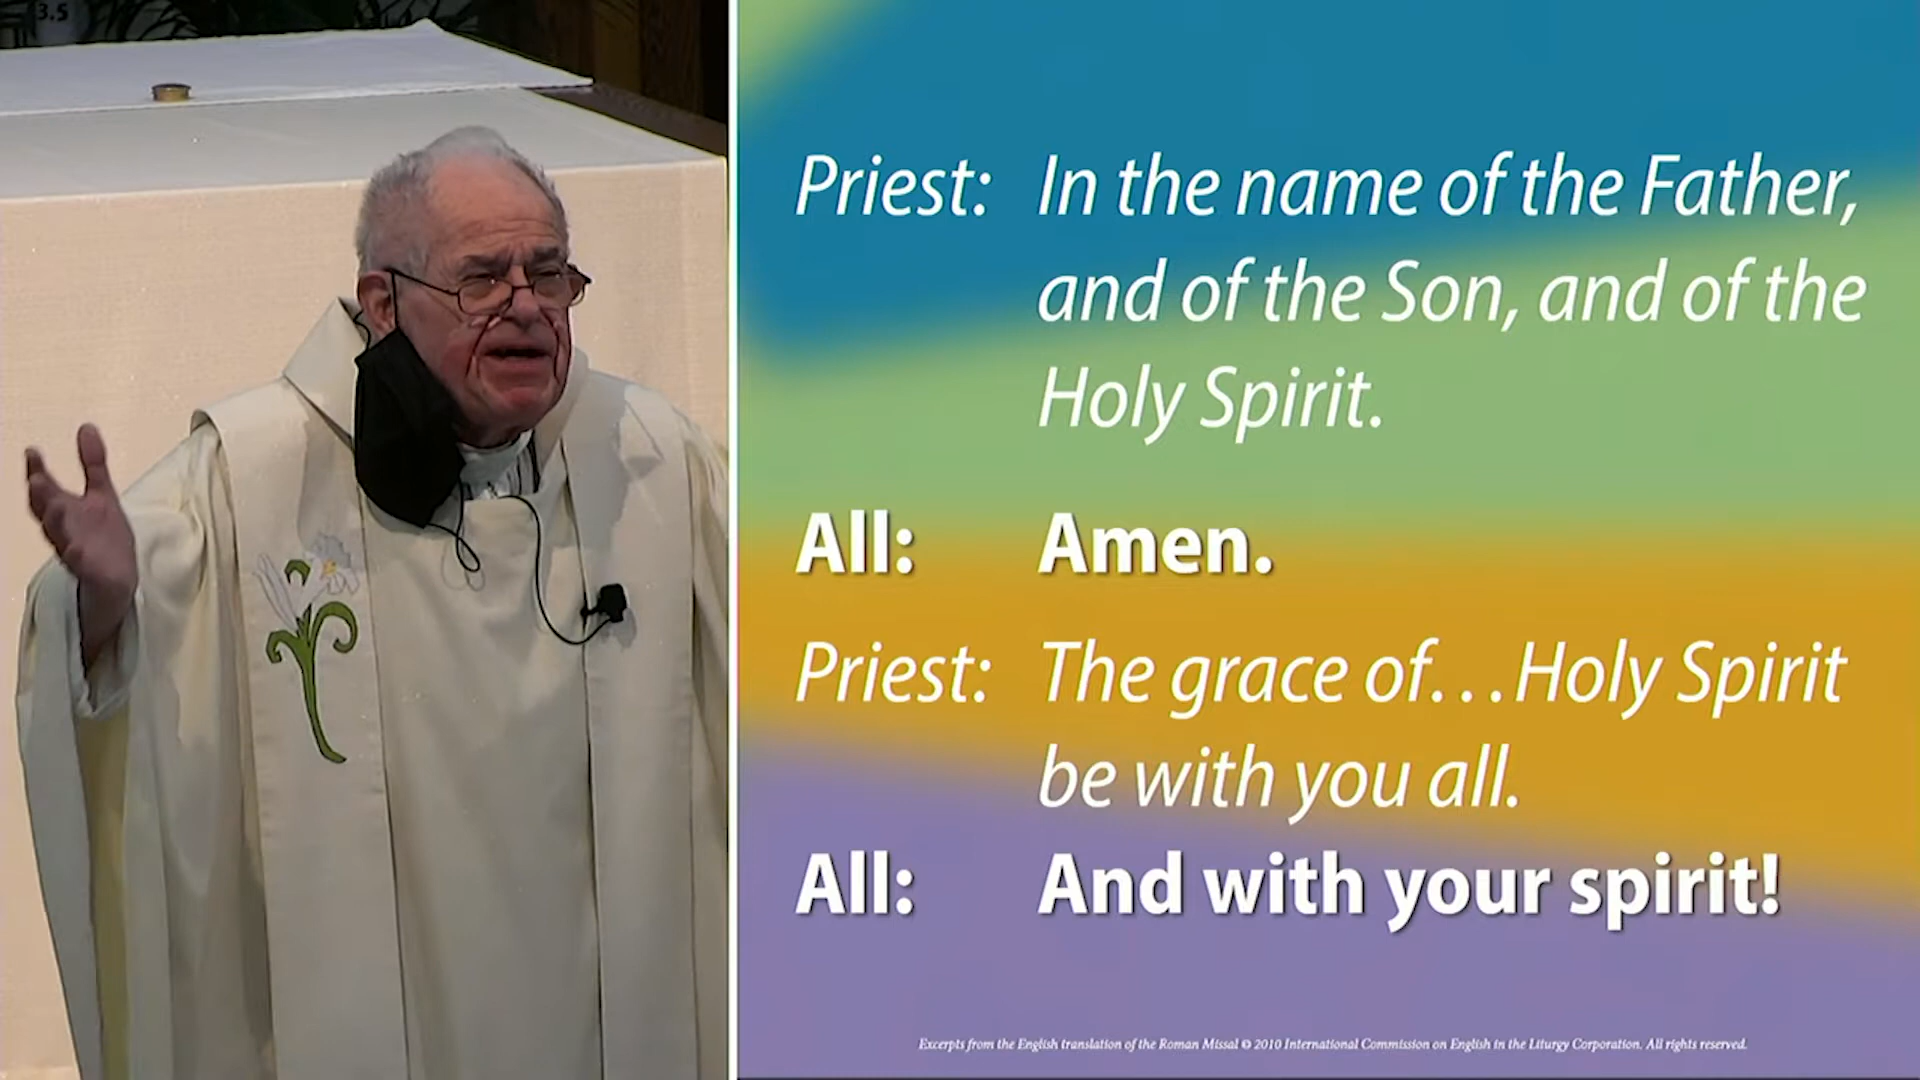 3.5
Priest: In the name of the Father,
and of the Son, and of the
Holy Spirit.
All: Amen.
Priest: The grace of…Holy Spirit
be with you all.
All: And with your spirit!
Excerpts from the English translation of the Roman Missal © 2010 International Commission on English in the Liturgy Corporation. All rights reserved.